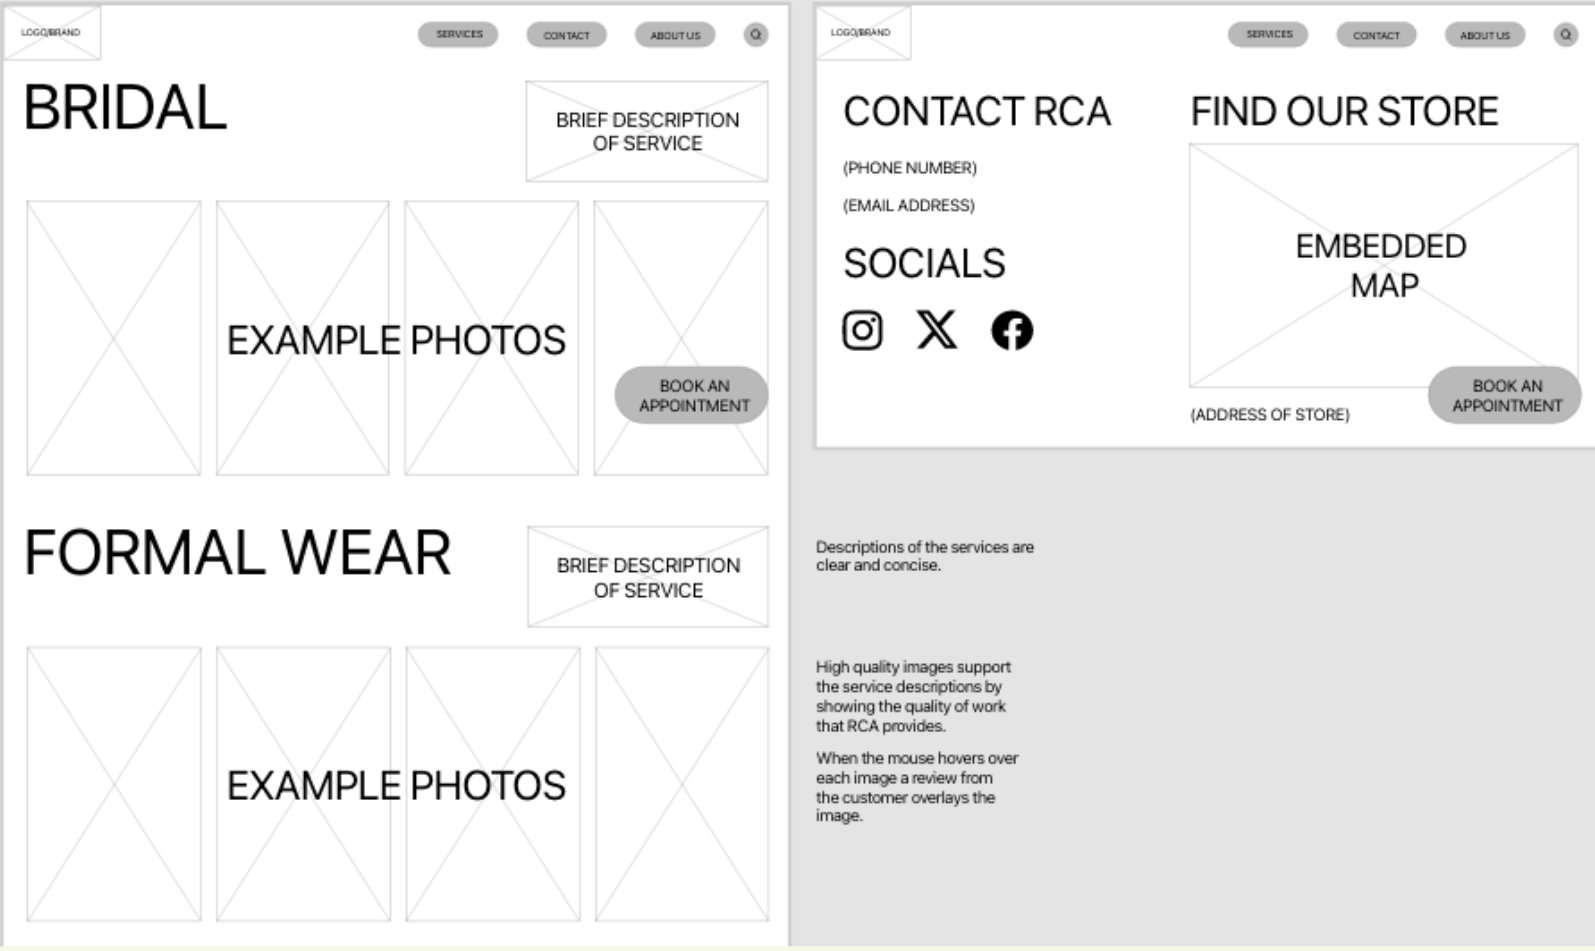 LOGO/BRAND
SERVICES
CONTACT
ABOUT US
BRIDAL
BRIEF DESCRIPTION
OF SERVICE
EXAMPLE PHOTOS
BOOK AN
APPOINTMENT
FORMAL WEAR
BRIEF DESCRIPTION
OF SERVICE
EXAMPLE PHOTOS
LOGO/BRAND
SERVICES
CONTACT
ABOUT US
CONTACT RCA
(PHONE NUMBER)
(EMAIL ADDRESS)
SOCIALS
FIND OUR STORE
EMBEDDED
MAP
BOOK AN
APPOINTMENT
(ADDRESS OF STORE)
Descriptions of the services are
clear and concise.
High quality images support
the service descriptions by
showing the quality of work
that RCA provides.
When the mouse hovers over
each image a review from
the customer overlays the
image.